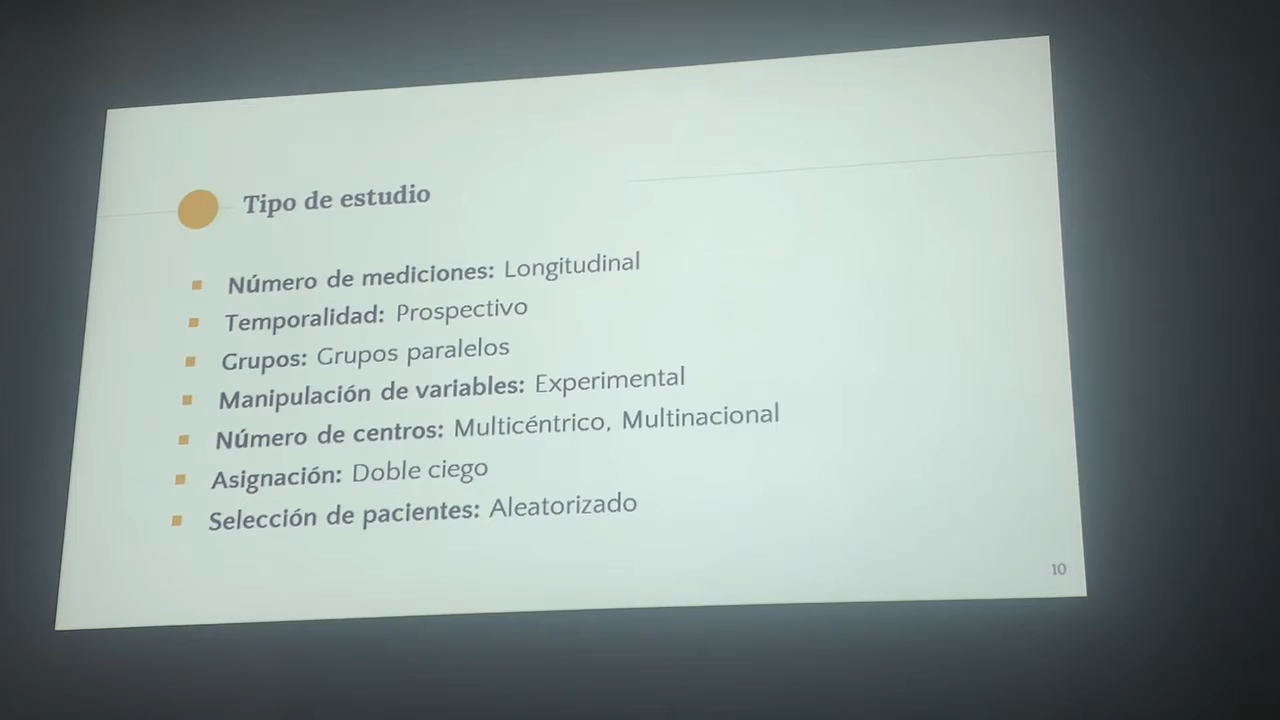 Tipo de estudio
Número de mediciones: Longitudinal
Temporalidad: Prospectivo
Grupos: Grupos paralelos
Manipulación de variables: Experimental
Número de centros: Multicéntrico, Multinacional
Asignación: Doble ciego
Selección de pacientes: Aleatorizado
10